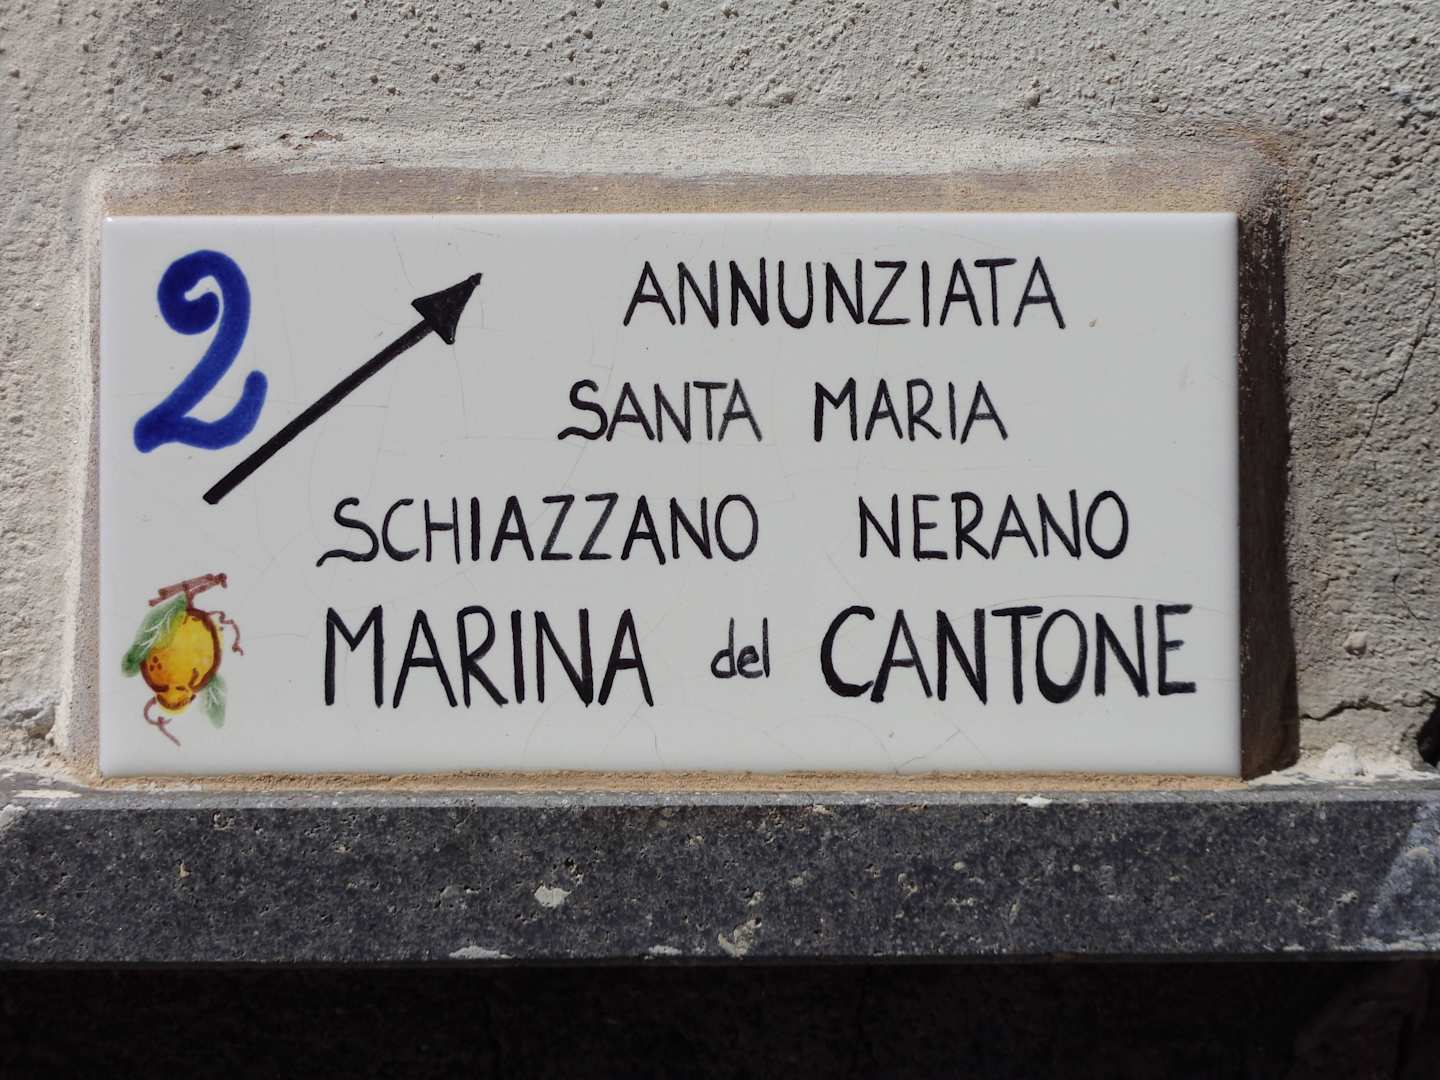 2
ANNUNZIATA
SANTA MARIA
SCHIAZZANO NERANO
MARINA del CANTONE